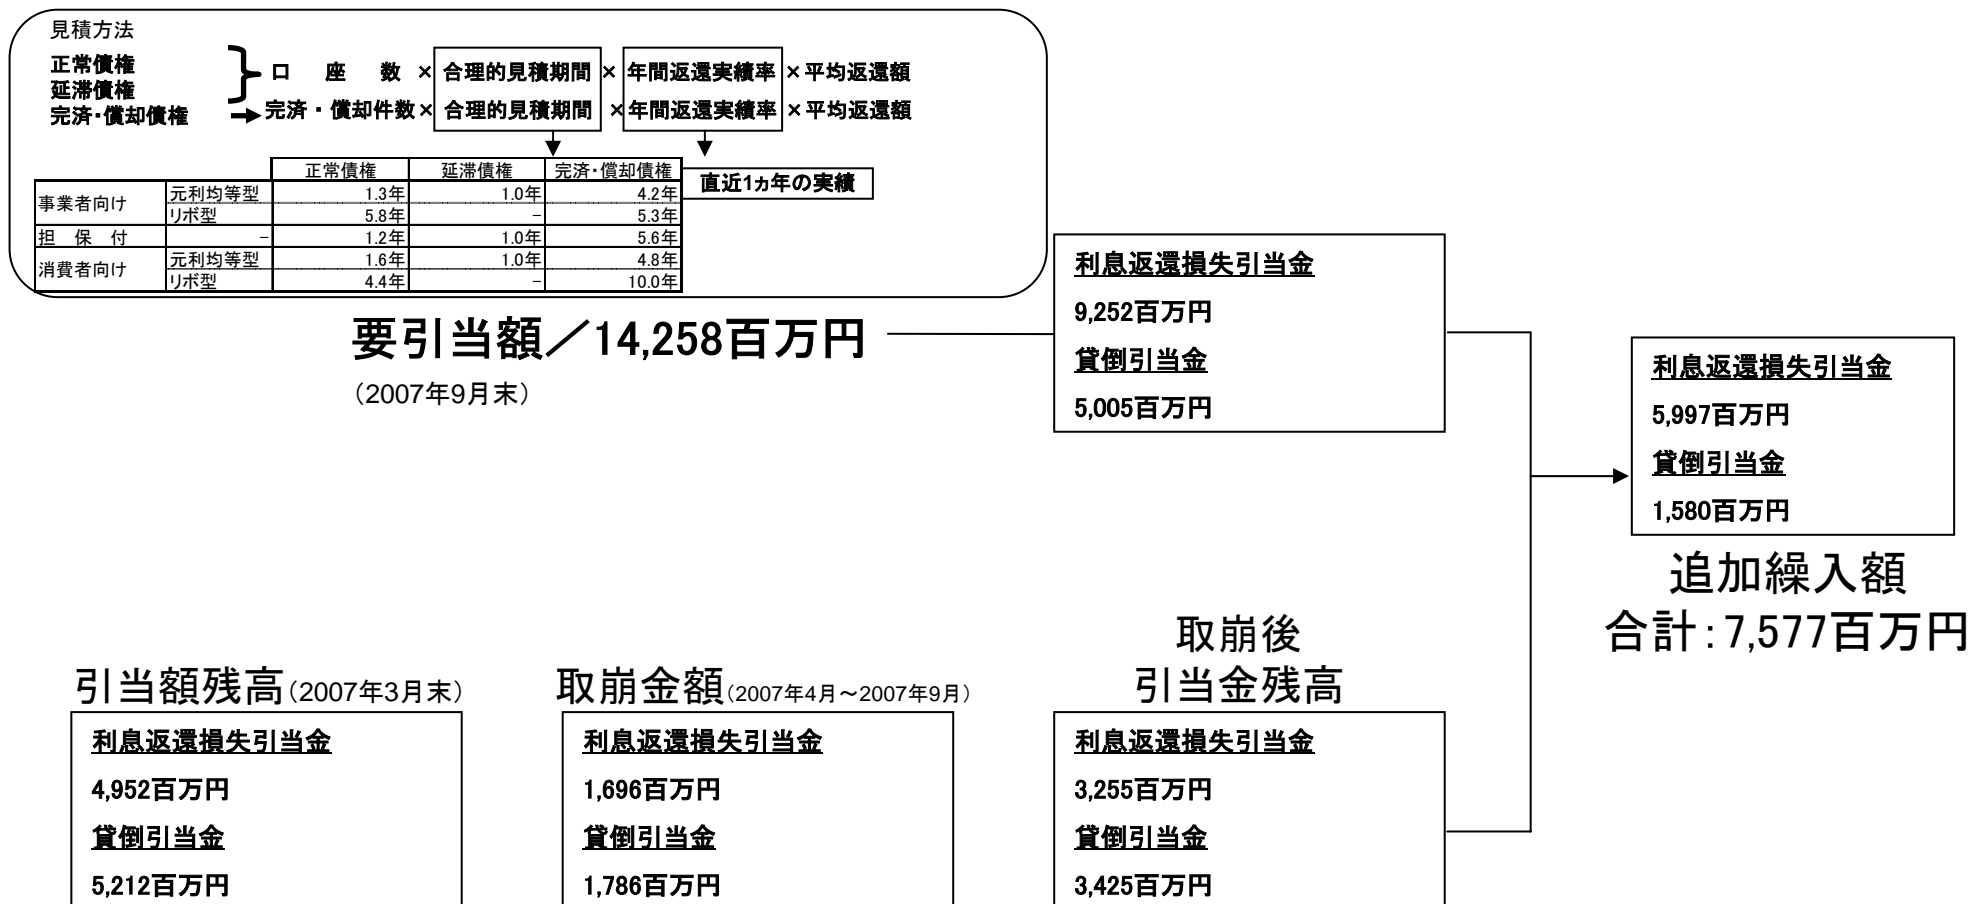 見積方法
正常債権
延滞債権
完済・償却債権
口 座 数 × 合理的見積期間 × 年間返還実績率 ×平均返還額
完済・償却件数× 合理的見積期間 × 年間返還実績率 ×平均返還額
正常債権 延滞債権 完済・償却債権
事業者向け 元利均等型 1.3年 1.0年 4.2年
リボ型 5.8年 - 5.3年
担 保 付 - 1.2年 1.0年 5.6年
消費者向け 元利均等型 1.6年 1.0年 4.8年
リボ型 4.4年 - 10.0年
直近1ヵ年の実績
要引当額／14,258百万円
（2007年9月末）
利息返還損失引当金
9,252百万円
貸倒引当金
5,005百万円
利息返還損失引当金
5,997百万円
貸倒引当金
1,580百万円
追加繰入額
合計：7,577百万円
引当額残高（2007年3月末）
利息返還損失引当金
4,952百万円
貸倒引当金
5,212百万円
取崩金額（2007年4月～2007年9月）
利息返還損失引当金
1,696百万円
貸倒引当金
1,786百万円
取崩後
引当金残高
利息返還損失引当金
3,255百万円
貸倒引当金
3,425百万円